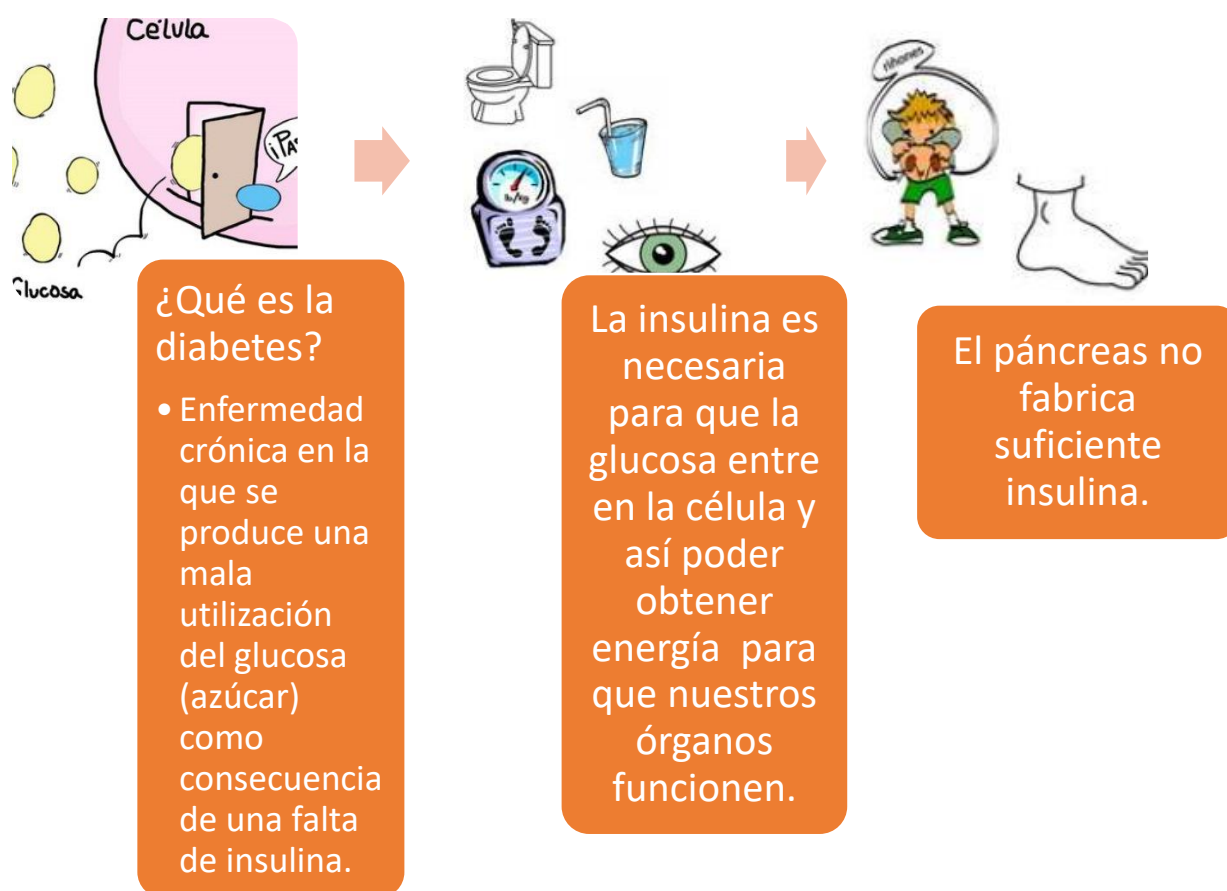 Célula
¡PA
Glucosa
¿Qué es la
diabetes?
• Enfermedad
crónica en la
que se
produce una
mala
utilización
del glucosa
(azúcar)
como
consecuencia
de una falta
de insulina.
lb/kg
La insulina es
necesaria
para que la
glucosa entre
en la célula y
así poder
obtener
energía para
que nuestros
órganos
funcionen.
riñones
El páncreas no
fabrica
suficiente
insulina.